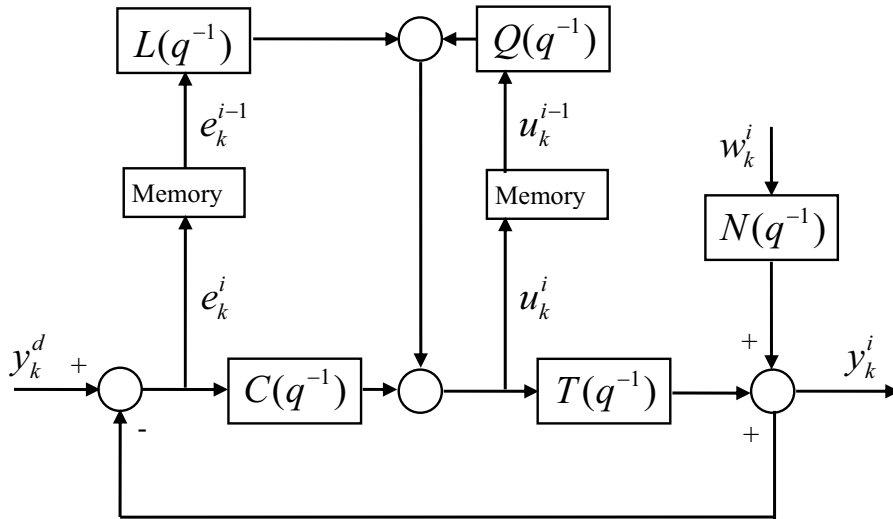 L(q⁻¹)
Q(q⁻¹)
e_k^{i−1}
u_k^{i−1}
w_k^i
Memory
Memory
N(q⁻¹)
e_k^i
u_k^i
y_k^d
+
+
y_k^i
C(q⁻¹)
T(q⁻¹)
-
+